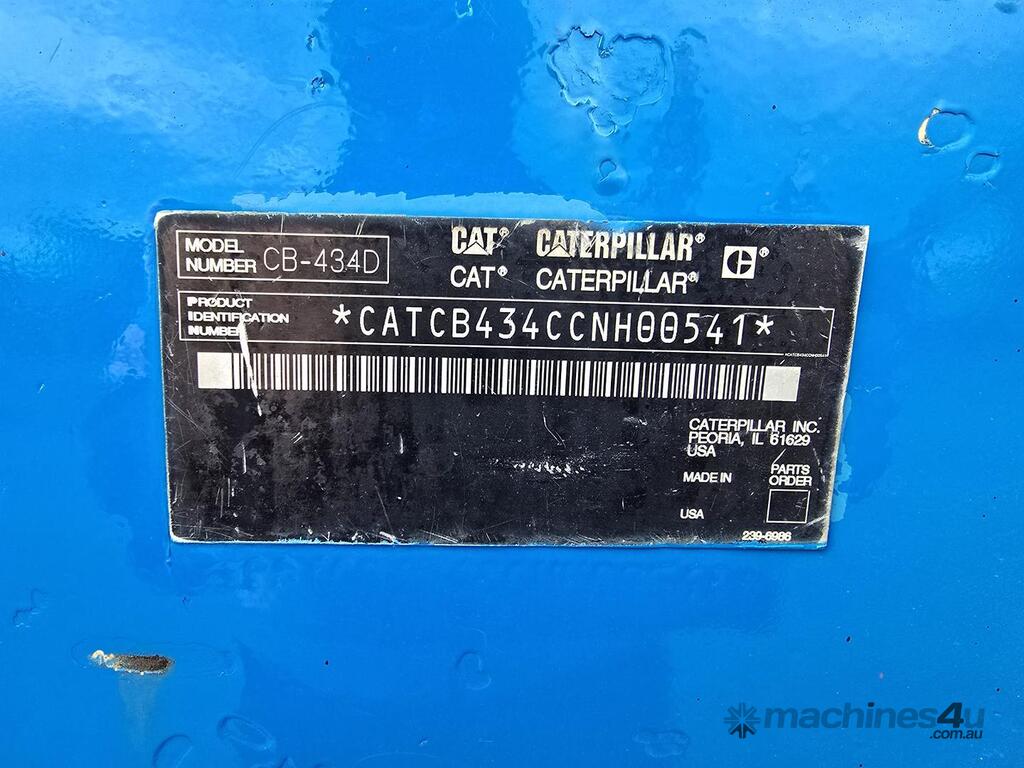 MODEL NUMBER CB-434D
CAT® CATERPILLAR® ®
CAT® CATERPILLAR®
PRODUCT IDENTIFICATION NUMBER *CATCB434CCNH00541*
*CATCB434CCNH00541
CATERPILLAR INC.
PEORIA, IL 61629
USA
MADE IN
USA
PARTS
ORDER
239-6986
machines4u
.com.au